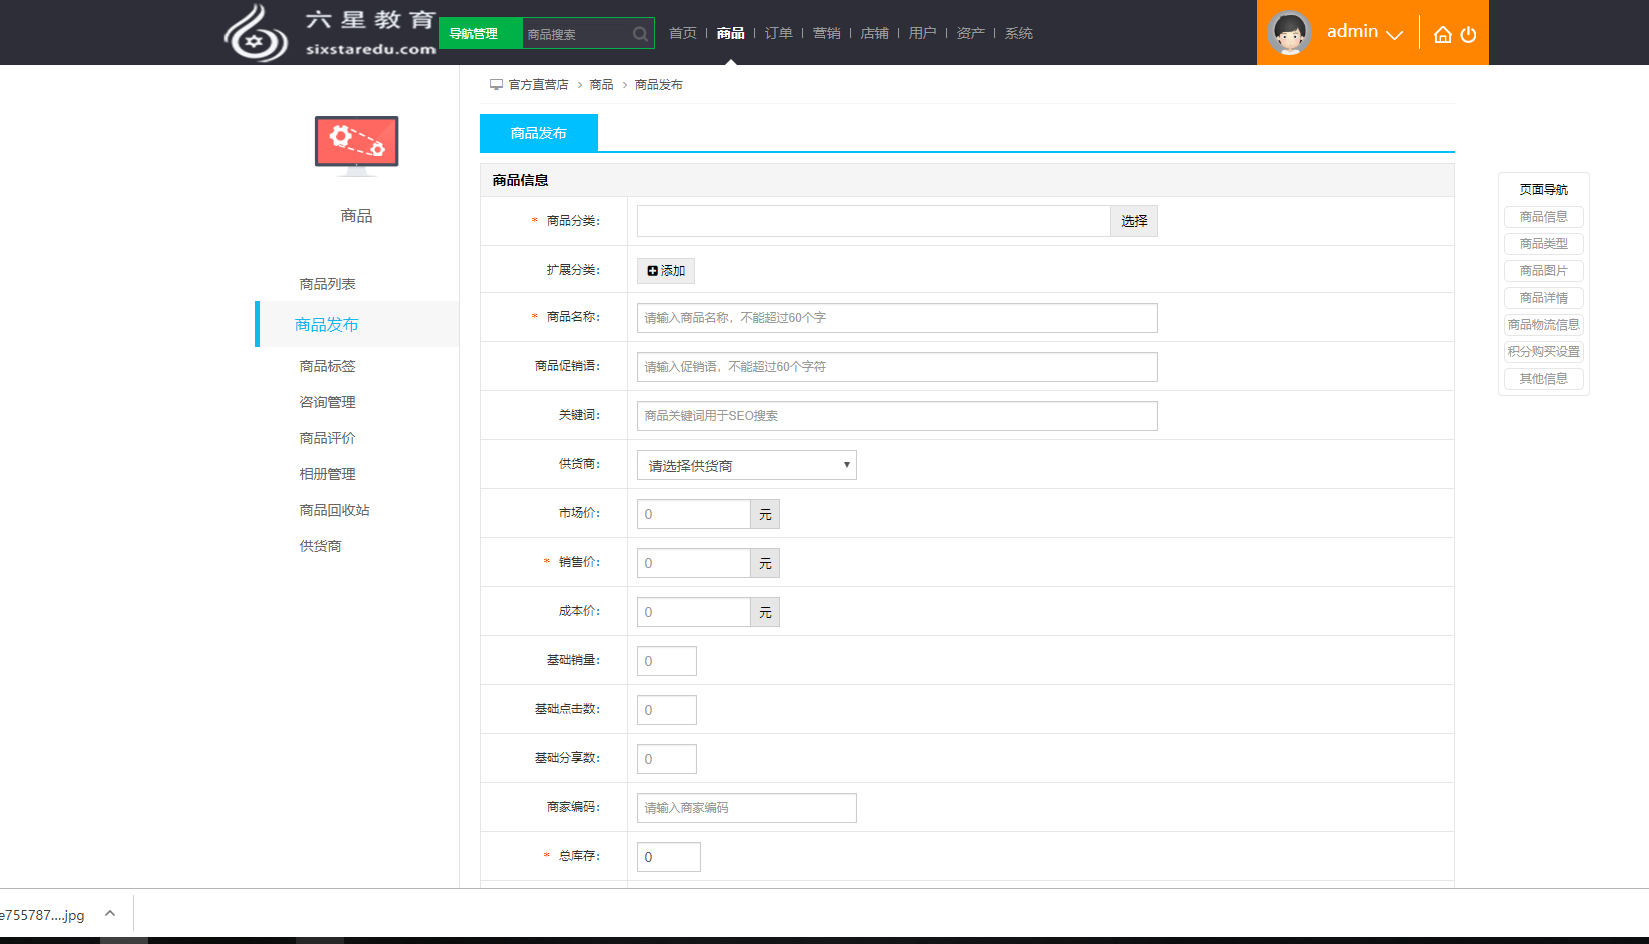 六星教育
sixstaredu.com
导航管理 商品搜索
首页 | 商品 | 订单 | 营销 | 店铺 | 用户 | 资产 | 系统
admin
官方直营店 > 商品 > 商品发布
商品
商品列表
商品发布
商品标签
咨询管理
商品评价
相册管理
商品回收站
供货商
商品发布
商品信息
* 商品分类: 选择
扩展分类: 添加
* 商品名称: 请输入商品名称，不能超过60个字
商品促销语: 请输入促销语，不能超过60个字符
关键词: 商品关键词用于SEO搜索
供货商: 请选择供货商
市场价: 0 元
* 销售价: 0 元
成本价: 0 元
基础销量: 0
基础点击数: 0
基础分享数: 0
商家编码: 请输入商家编码
* 总库存: 0
页面导航
商品信息
商品类型
商品图片
商品详情
商品物流信息
积分购买设置
其他信息
e755787....jpg